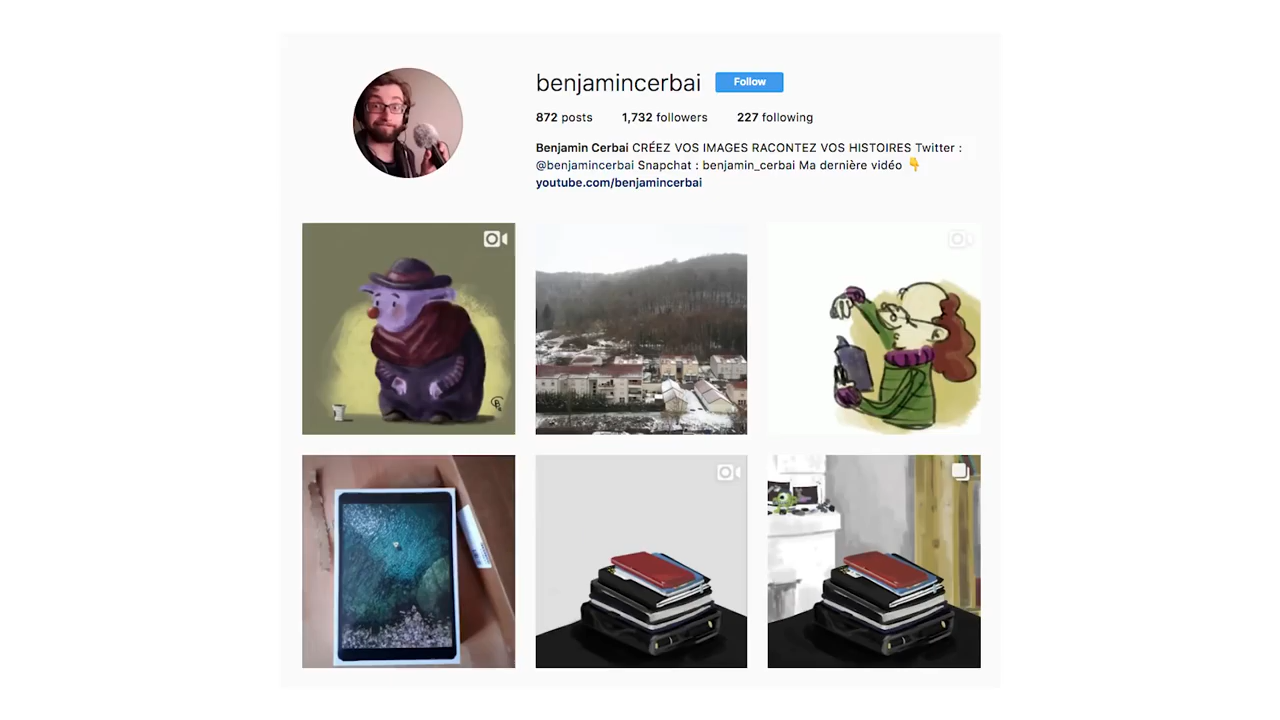 benjamincerbai Follow
872 posts 1,732 followers 227 following
Benjamin Cerbai CRÉEZ VOS IMAGES RACONTEZ VOS HISTOIRES Twitter :
@benjamincerbai Snapchat : benjamin_cerbai Ma dernière vidéo 👇
youtube.com/benjamincerbai